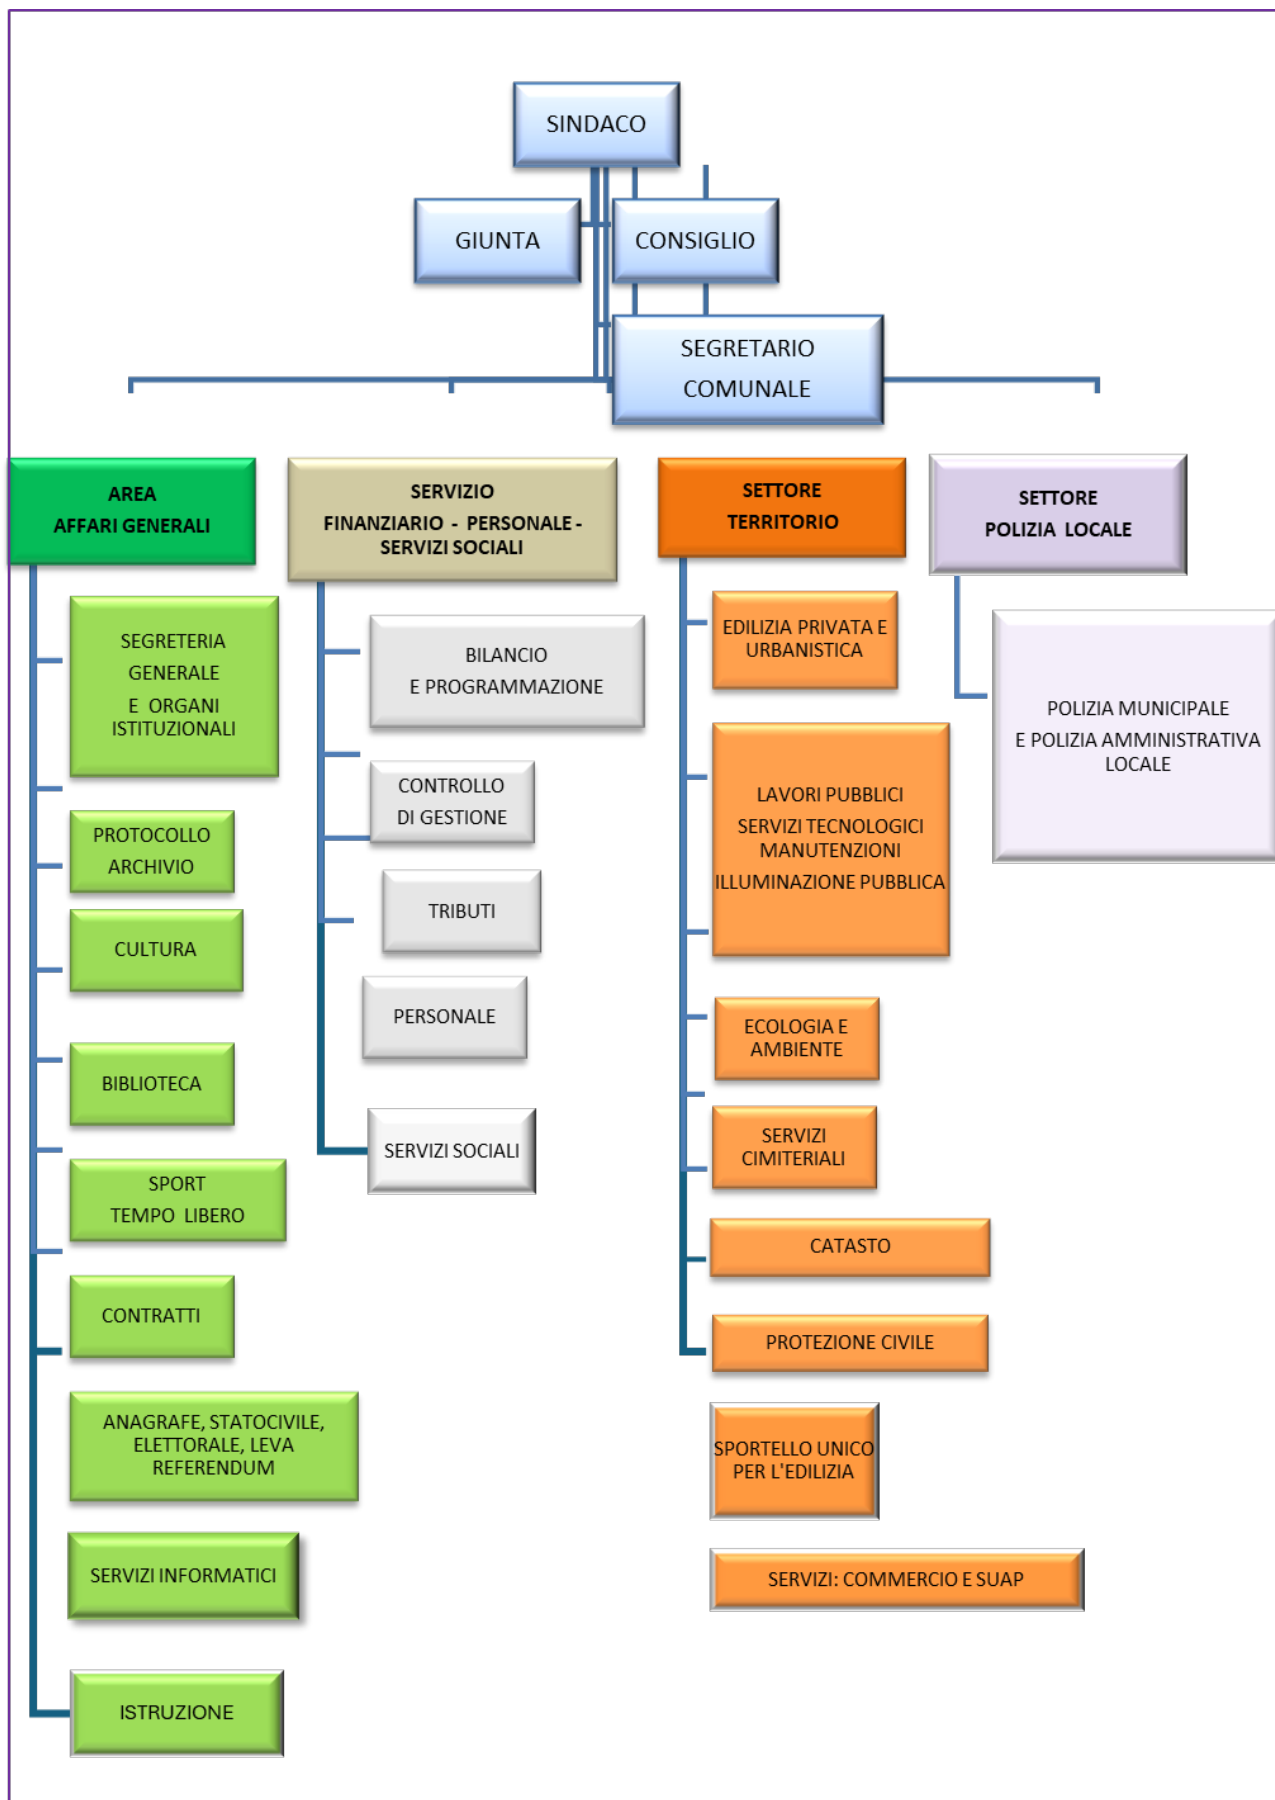 SINDACO
GIUNTA
CONSIGLIO
SEGRETARIO
COMUNALE
AREA
AFFARI GENERALI
SEGRETERIA
GENERALE
E ORGANI
ISTITUZIONALI
PROTOCOLLO
ARCHIVIO
CULTURA
BIBLIOTECA
SPORT
TEMPO LIBERO
CONTRATTI
ANAGRAFE, STATOCIVILE,
ELETTORALE, LEVA
REFERENDUM
SERVIZI INFORMATICI
ISTRUZIONE
SERVIZIO
FINANZIARIO - PERSONALE -
SERVIZI SOCIALI
BILANCIO
E PROGRAMMAZIONE
CONTROLLO
DI GESTIONE
TRIBUTI
PERSONALE
SERVIZI SOCIALI
SETTORE
TERRITORIO
EDILIZIA PRIVATA E
URBANISTICA
LAVORI PUBBLICI
SERVIZI TECNOLOGICI
MANUTENZIONI
ILLUMINAZIONE PUBBLICA
ECOLOGIA E
AMBIENTE
SERVIZI
CIMITERIALI
CATASTO
PROTEZIONE CIVILE
SPORTELLO UNICO
PER L'EDILIZIA
SERVIZI: COMMERCIO E SUAP
SETTORE
POLIZIA LOCALE
POLIZIA MUNICIPALE
E POLIZIA AMMINISTRATIVA
LOCALE